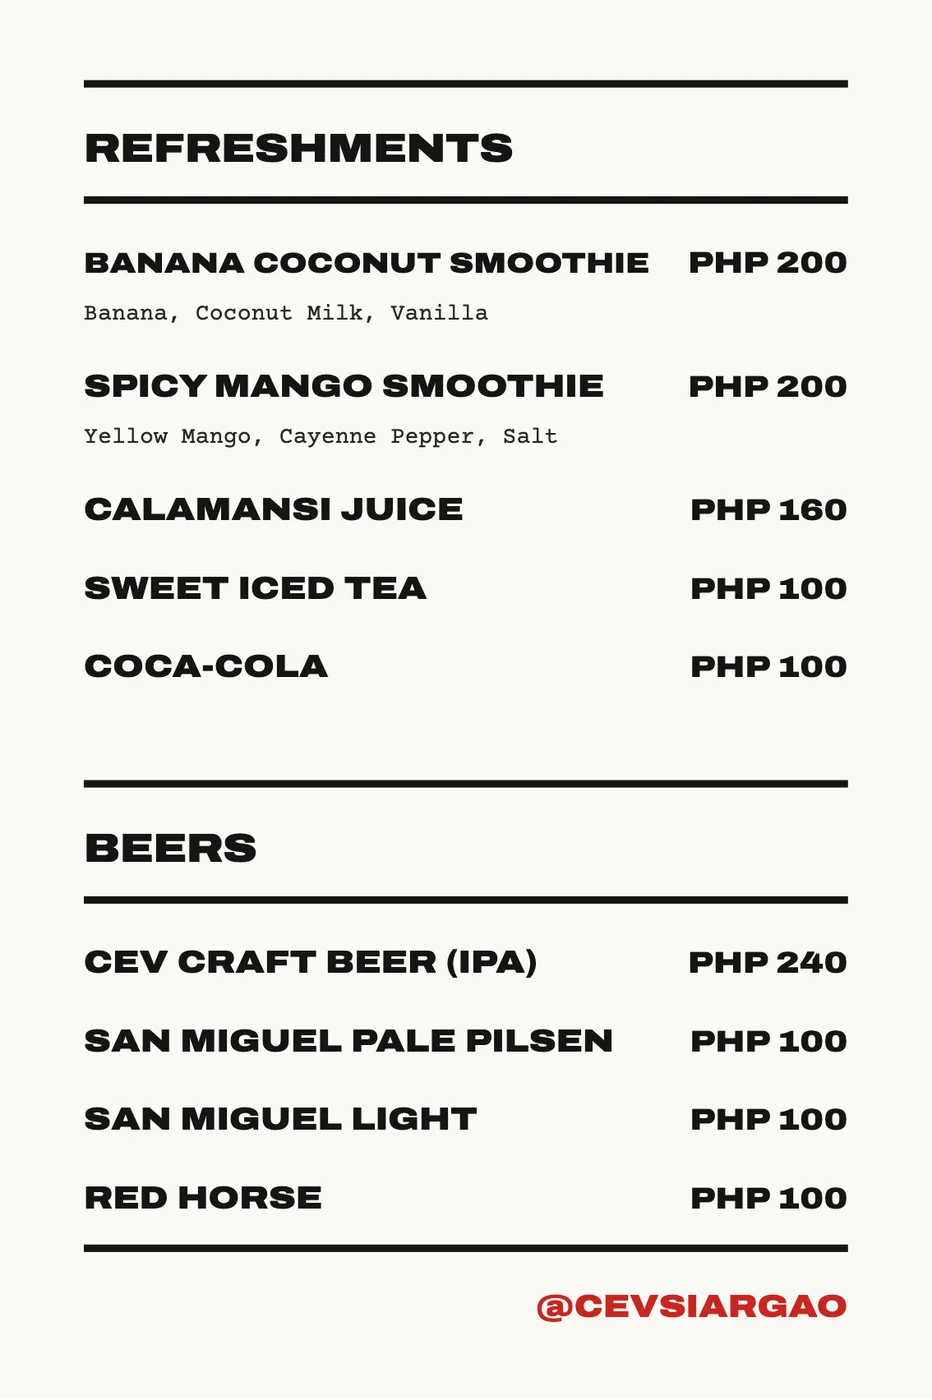 REFRESHMENTS
BANANA COCONUT SMOOTHIE PHP 200
Banana, Coconut Milk, Vanilla
SPICY MANGO SMOOTHIE PHP 200
Yellow Mango, Cayenne Pepper, Salt
CALAMANSI JUICE PHP 160
SWEET ICED TEA PHP 100
COCA-COLA PHP 100
BEERS
CEV CRAFT BEER (IPA) PHP 240
SAN MIGUEL PALE PILSEN PHP 100
SAN MIGUEL LIGHT PHP 100
RED HORSE PHP 100
@CEVSIARGAO